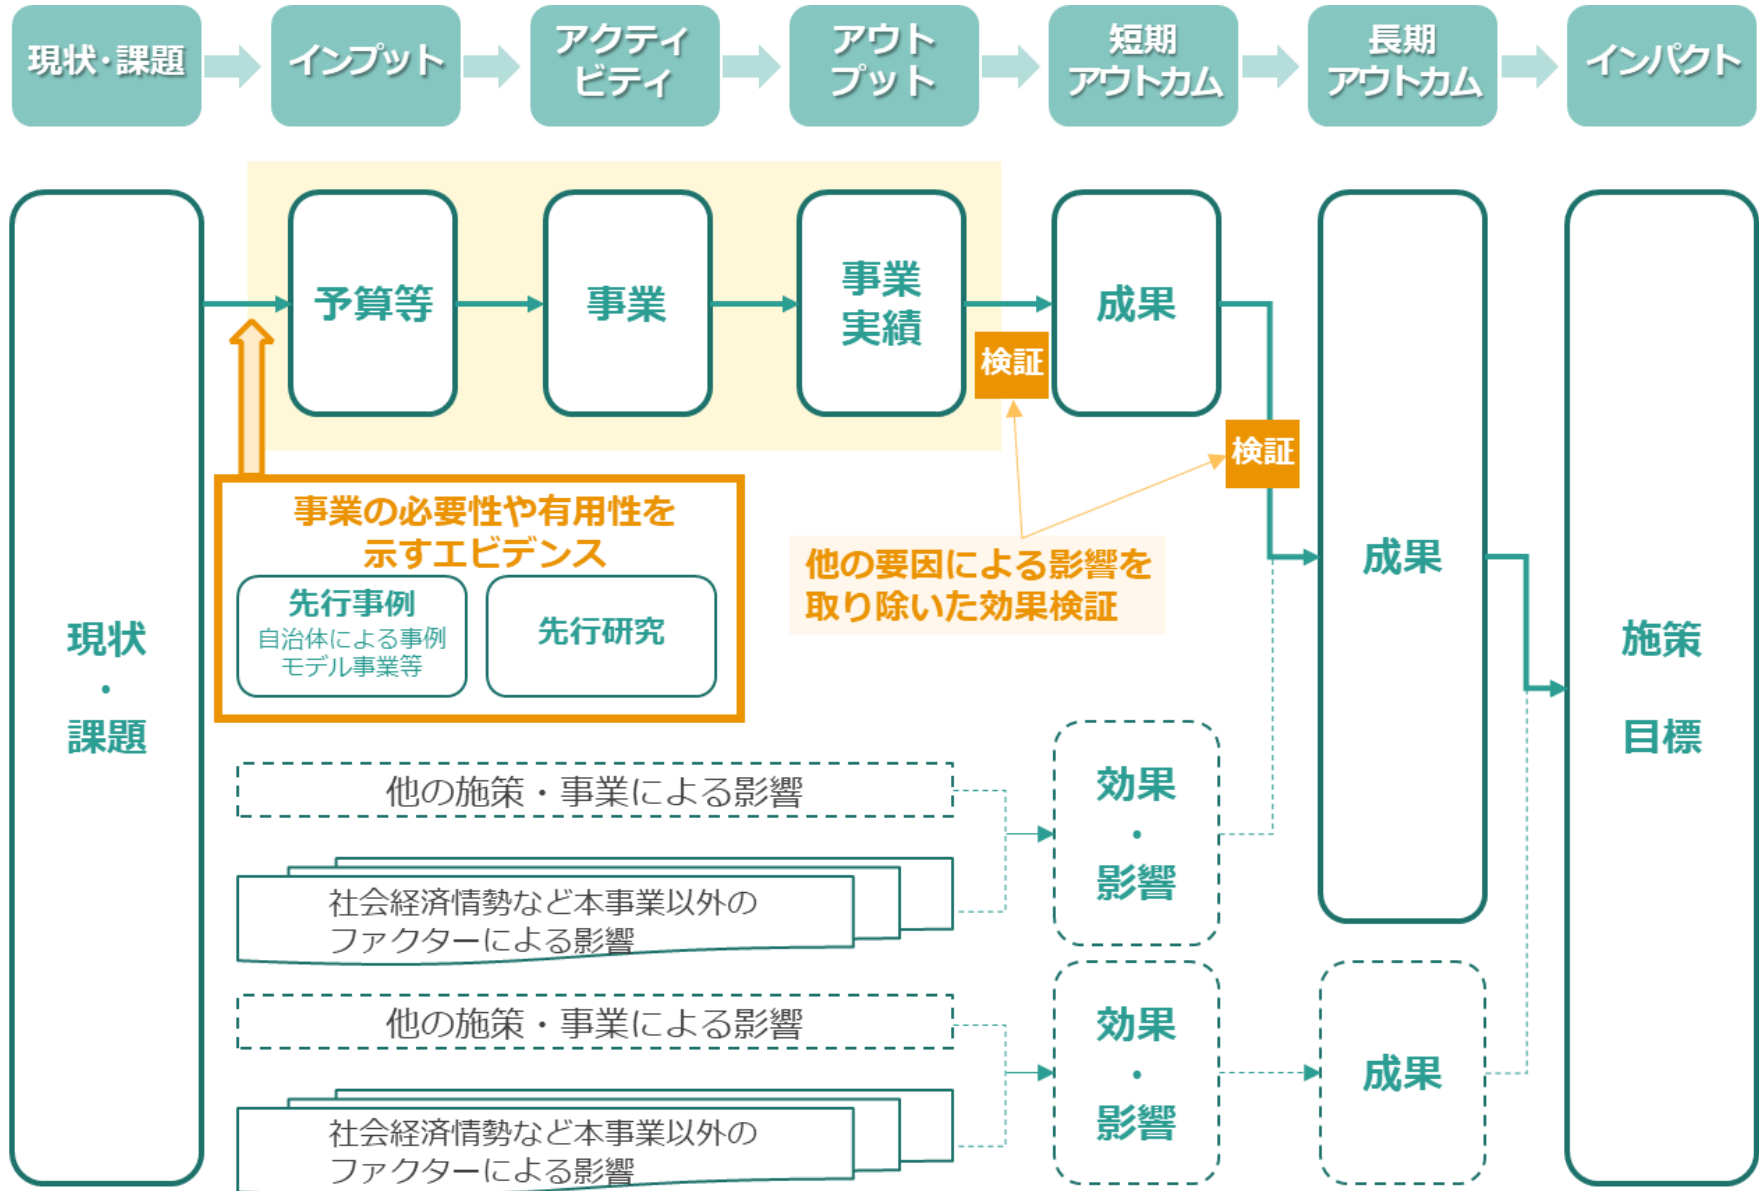 現状・課題
インプット
アクティ
ビティ
アウト
プット
短期
アウトカム
長期
アウトカム
インパクト
現状
・
課題
予算等
事業
事業
実績
検証
成果
検証
成果
施策
目標
事業の必要性や有用性を
示すエビデンス
先行事例
自治体による事例
モデル事業等
先行研究
他の要因による影響を
取り除いた効果検証
他の施策・事業による影響
社会経済情勢など本事業以外の
ファクターによる影響
効果
・
影響
他の施策・事業による影響
社会経済情勢など本事業以外の
ファクターによる影響
効果
・
影響
成果